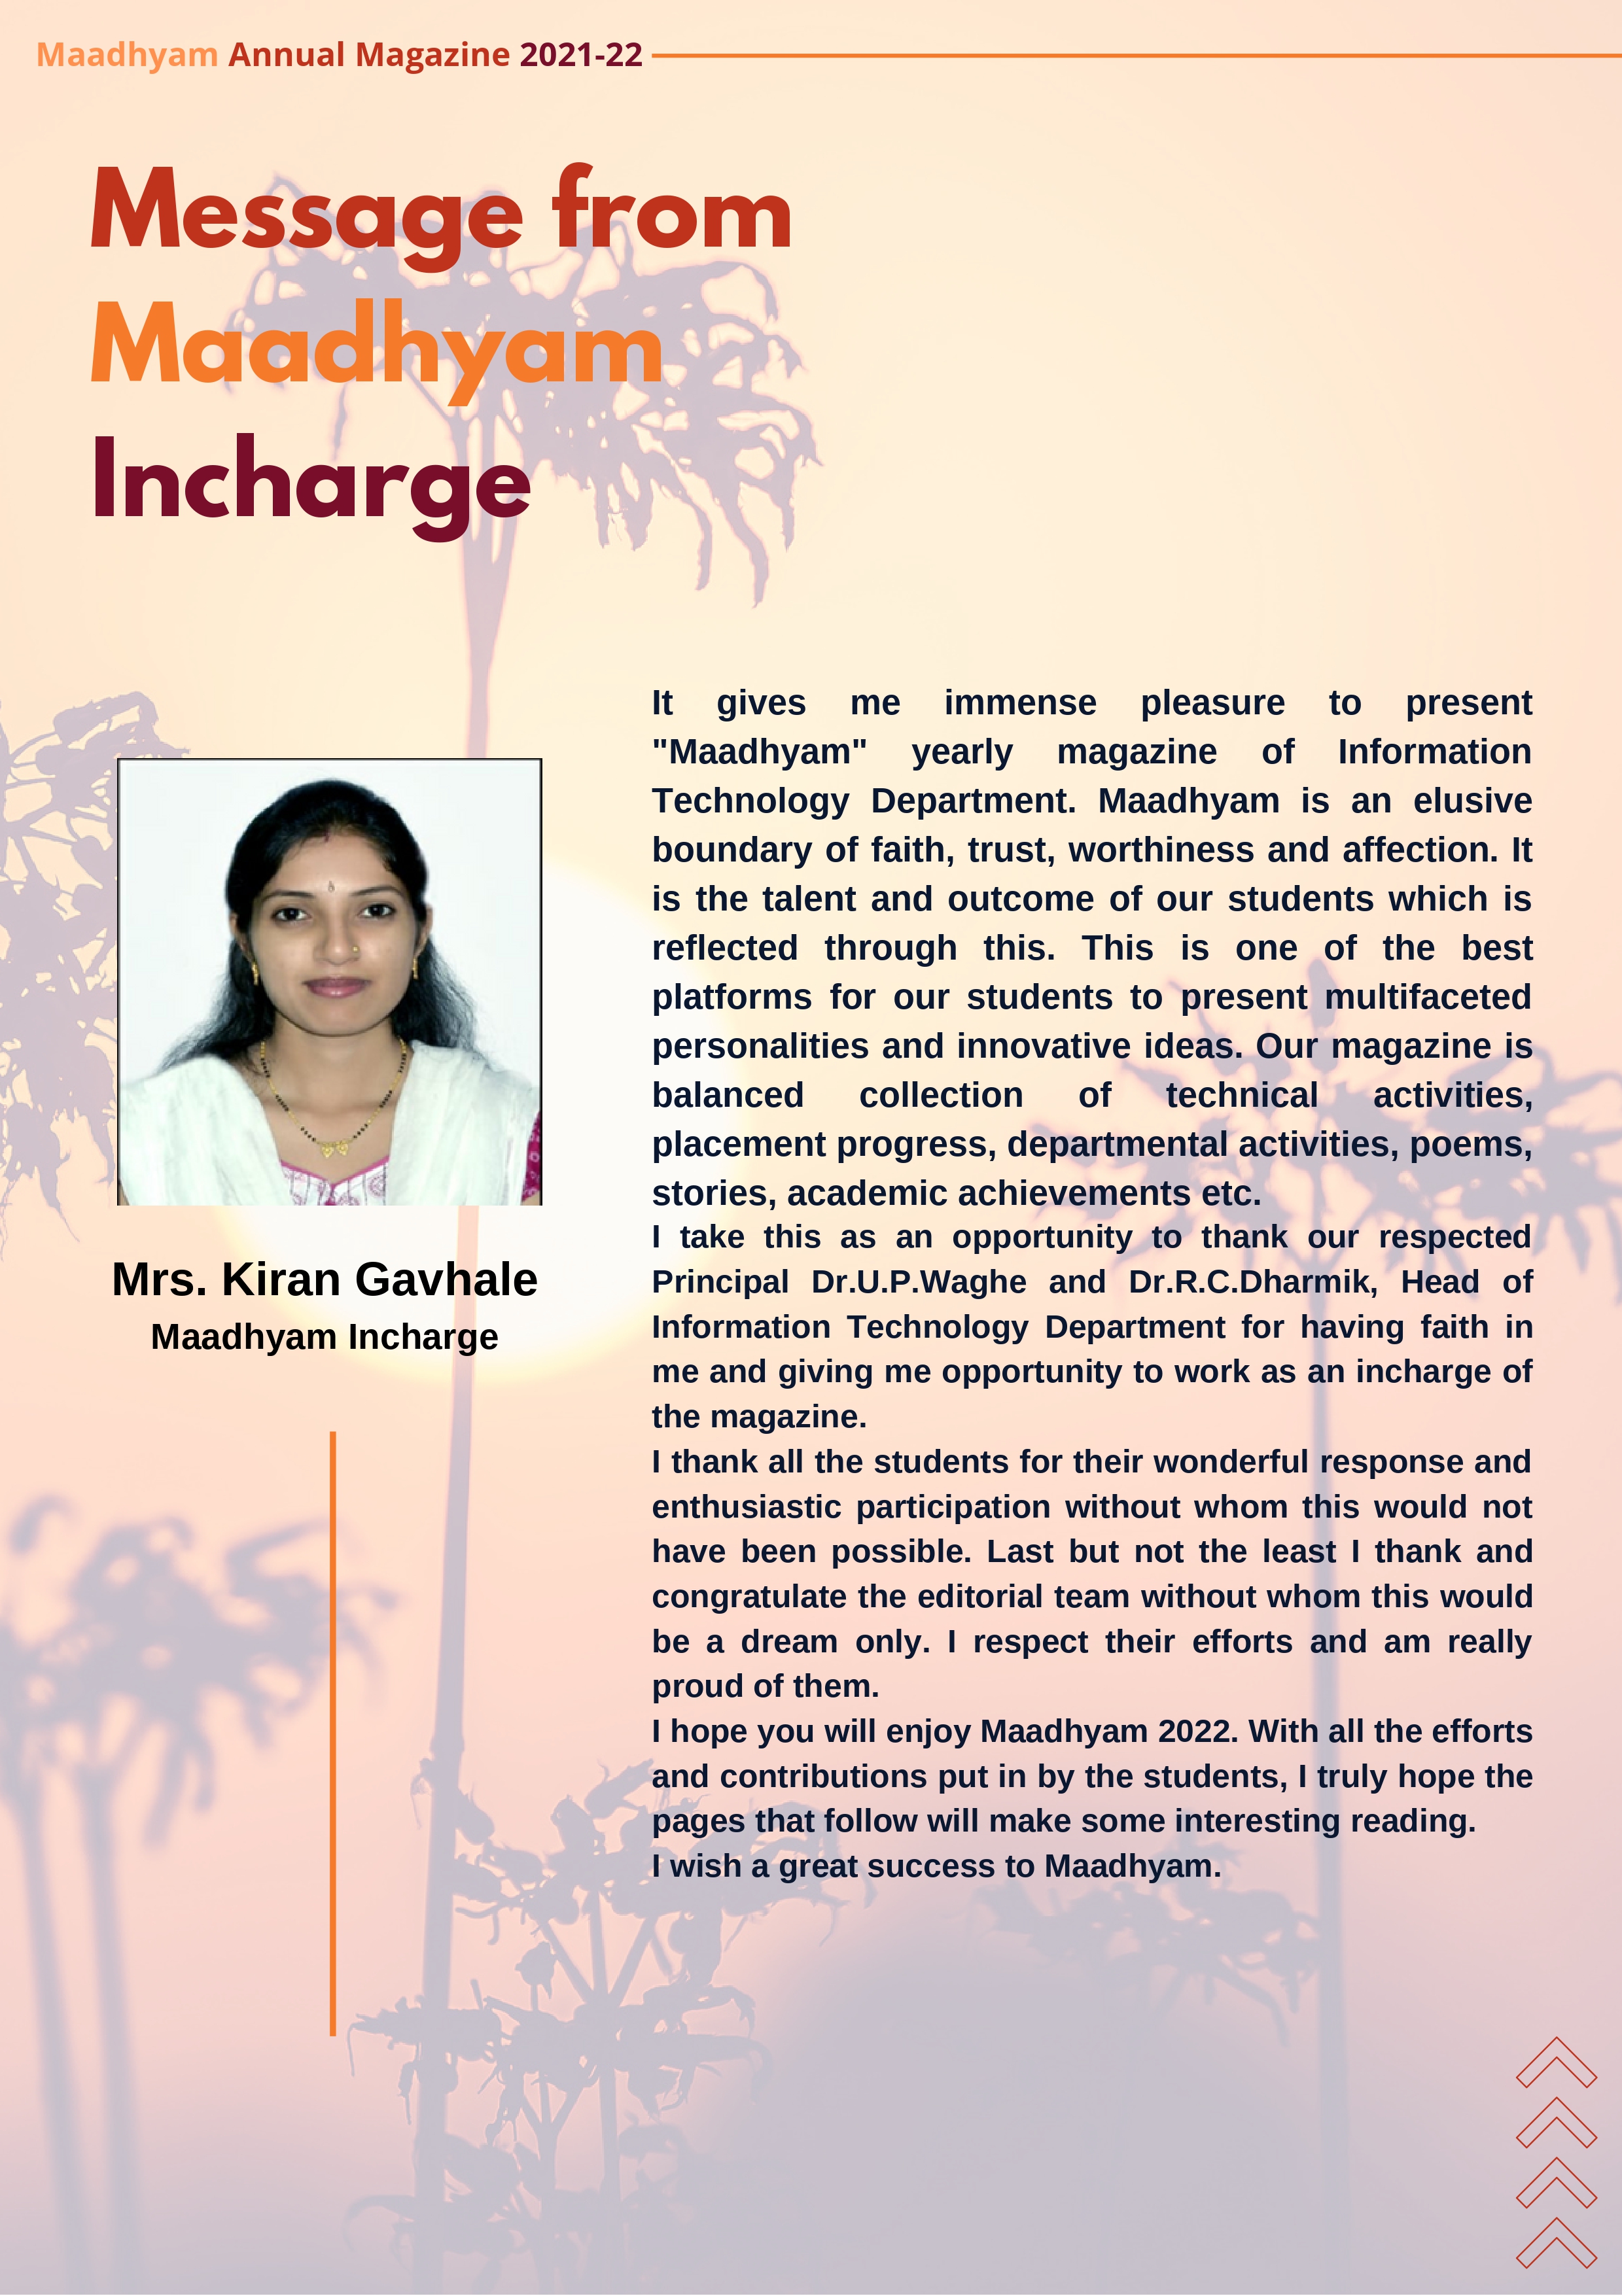 Maadhyam Annual Magazine 2021-22
Message from
Maadhyam
Incharge
Mrs. Kiran Gavhale
Maadhyam Incharge
It gives me immense pleasure to present
"Maadhyam" yearly magazine of Information
Technology Department. Maadhyam is an elusive
boundary of faith, trust, worthiness and affection. It
is the talent and outcome of our students which is
reflected through this. This is one of the best
platforms for our students to present multifaceted
personalities and innovative ideas. Our magazine is
balanced collection of technical activities,
placement progress, departmental activities, poems,
stories, academic achievements etc.
I take this as an opportunity to thank our respected
Principal Dr.U.P.Waghe and Dr.R.C.Dharmik, Head of
Information Technology Department for having faith in
me and giving me opportunity to work as an incharge of
the magazine.
I thank all the students for their wonderful response and
enthusiastic participation without whom this would not
have been possible. Last but not the least I thank and
congratulate the editorial team without whom this would
be a dream only. I respect their efforts and am really
proud of them.
I hope you will enjoy Maadhyam 2022. With all the efforts
and contributions put in by the students, I truly hope the
pages that follow will make some interesting reading.
I wish a great success to Maadhyam.